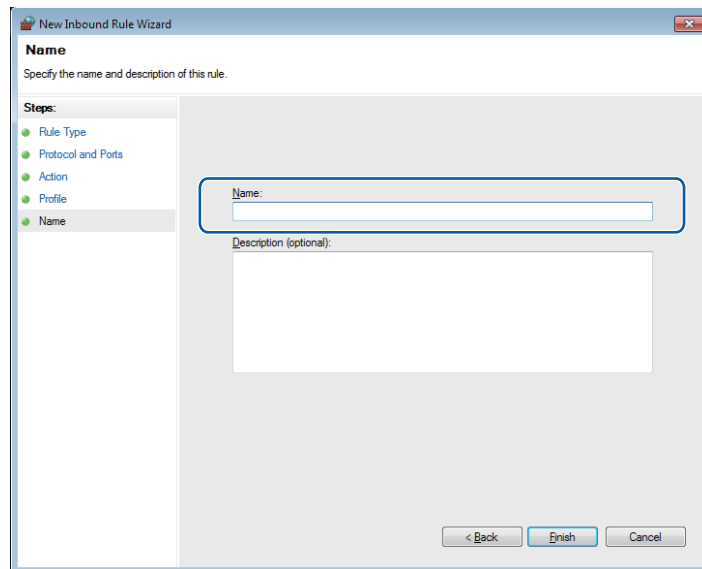 New Inbound Rule Wizard
Name
Specify the name and description of this rule.
Steps:
Rule Type
Protocol and Ports
Action
Profile
Name
Name:
Description (optional):
< Back
Finish
Cancel